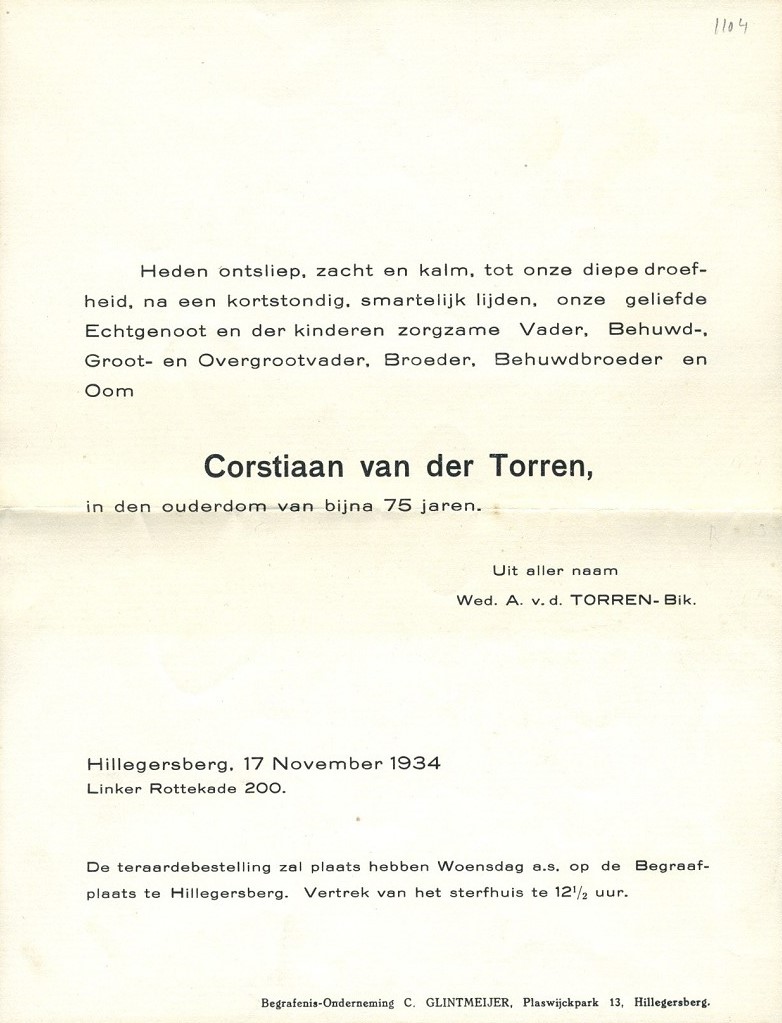 1104
Heden ontsliep, zacht en kalm, tot onze diepe droef-
heid, na een kortstondig, smartelijk lijden, onze geliefde
Echtgenoot en der kinderen zorgzame Vader, Behuwd-,
Groot- en Overgrootvader, Broeder, Behuwdbroeder en
Oom
Corstiaan van der Torren,
in den ouderdom van bijna 75 jaren.
Uit aller naam
Wed. A. v. d. TORREN-Bik.
Hillegersberg, 17 November 1934
Linker Rottekade 200.
De teraardebestelling zal plaats hebben Woensdag a.s. op de Begraaf-
plaats te Hillegersberg. Vertrek van het sterfhuis te 12¹/₂ uur.
Begrafenis-Onderneming C. GLINTMEIJER, Plaswijckpark 13, Hillegersberg.